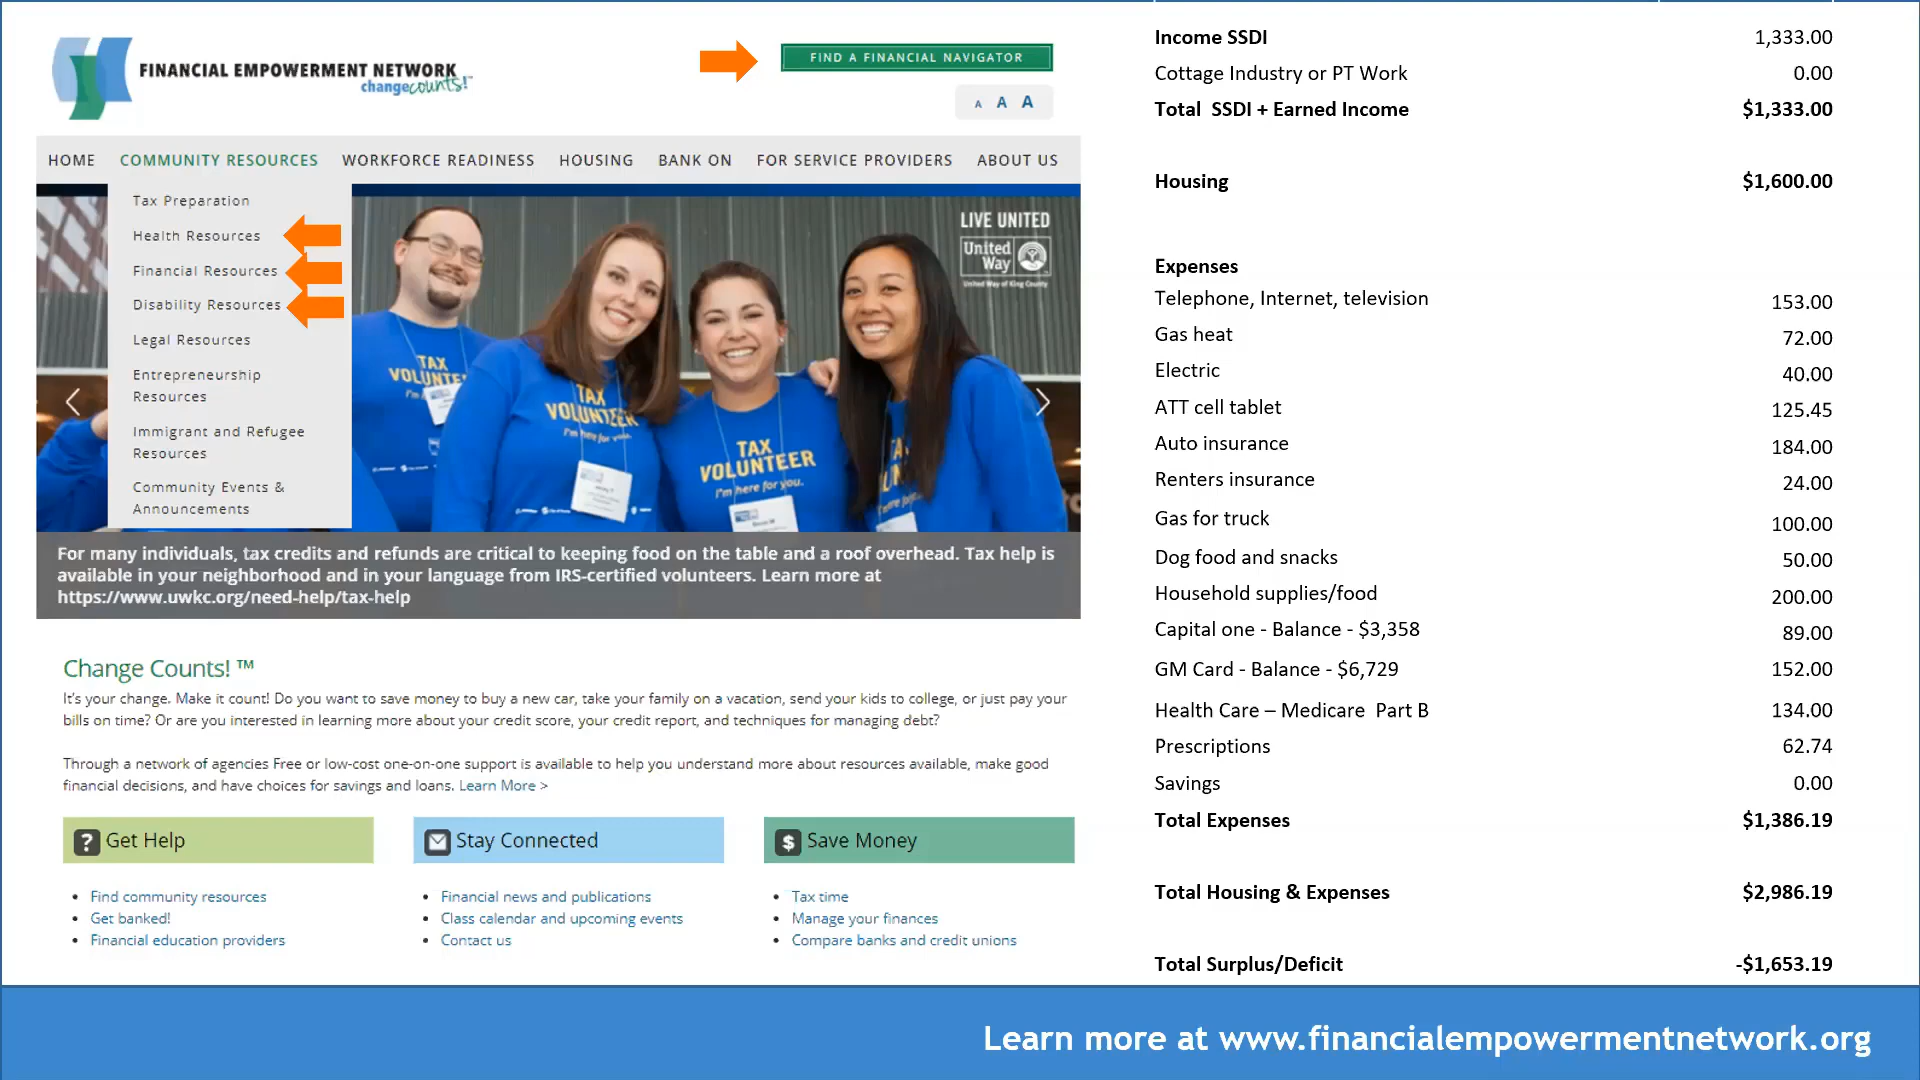 FINANCIAL EMPOWERMENT NETWORK
changecounts!™
FIND A FINANCIAL NAVIGATOR
A A A
HOME COMMUNITY RESOURCES WORKFORCE READINESS HOUSING BANK ON FOR SERVICE PROVIDERS ABOUT US
Tax Preparation
Health Resources
Financial Resources
Disability Resources
Legal Resources
Entrepreneurship
Resources
Immigrant and Refugee
Resources
Community Events &
Announcements
LIVE UNITED
United
Way
United Way of King County
TAX
VOLUNTE
I'm
TAX
VOLUNTEER
I'm here for you.
TAX
VOLUNTEER
I'm here for you.
For many individuals, tax credits and refunds are critical to keeping food on the table and a roof overhead. Tax help is
available in your neighborhood and in your language from IRS-certified volunteers. Learn more at
https://www.uwkc.org/need-help/tax-help
Change Counts! ™
It's your change. Make it count! Do you want to save money to buy a new car, take your family on a vacation, send your kids to college, or just pay your
bills on time? Or are you interested in learning more about your credit score, your credit report, and techniques for managing debt?
Through a network of agencies Free or low-cost one-on-one support is available to help you understand more about resources available, make good
financial decisions, and have choices for savings and loans. Learn More >
? Get Help
• Find community resources
• Get banked!
• Financial education providers
Stay Connected
• Financial news and publications
• Class calendar and upcoming events
• Contact us
$ Save Money
• Tax time
• Manage your finances
• Compare banks and credit unions
Income SSDI 1,333.00
Cottage Industry or PT Work 0.00
Total SSDI + Earned Income $1,333.00
Housing $1,600.00
Expenses
Telephone, Internet, television 153.00
Gas heat 72.00
Electric 40.00
ATT cell tablet 125.45
Auto insurance 184.00
Renters insurance 24.00
Gas for truck 100.00
Dog food and snacks 50.00
Household supplies/food 200.00
Capital one - Balance - $3,358 89.00
GM Card - Balance - $6,729 152.00
Health Care – Medicare Part B 134.00
Prescriptions 62.74
Savings 0.00
Total Expenses $1,386.19
Total Housing & Expenses $2,986.19
Total Surplus/Deficit -$1,653.19
Learn more at www.financialempowermentnetwork.org